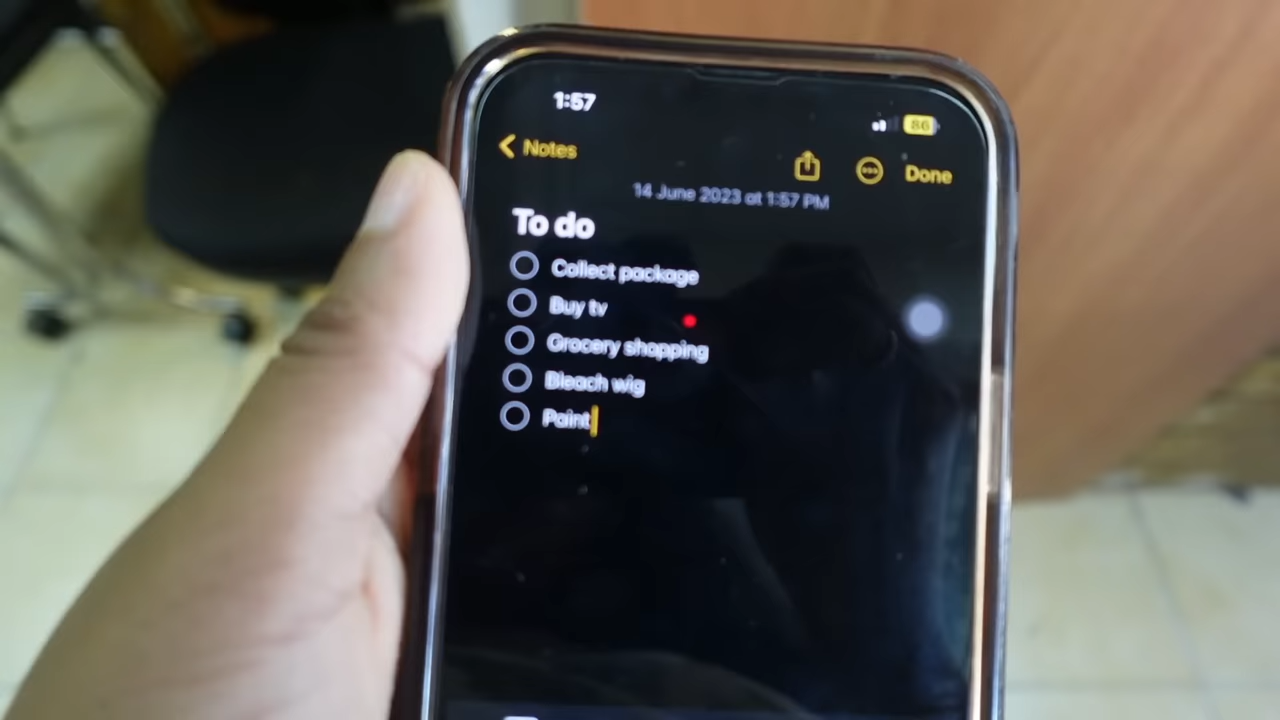 1:57
86
Notes
Done
14 June 2023 at 1:57 PM
To do
Collect package
Buy tv
Grocery shopping
Bleach wig
Paint